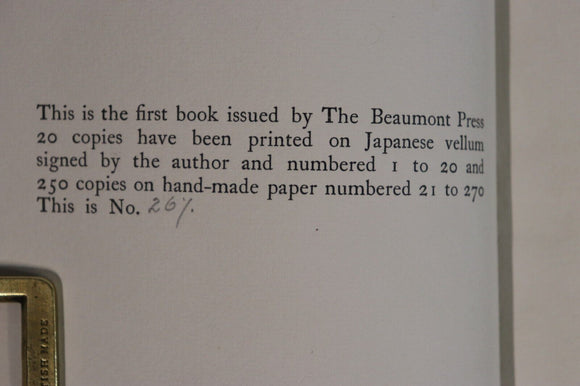 This is the first book issued by The Beaumont Press
20 copies have been printed on Japanese vellum
signed by the author and numbered 1 to 20 and
250 copies on hand-made paper numbered 21 to 270
This is No. 267.
ISH MADE